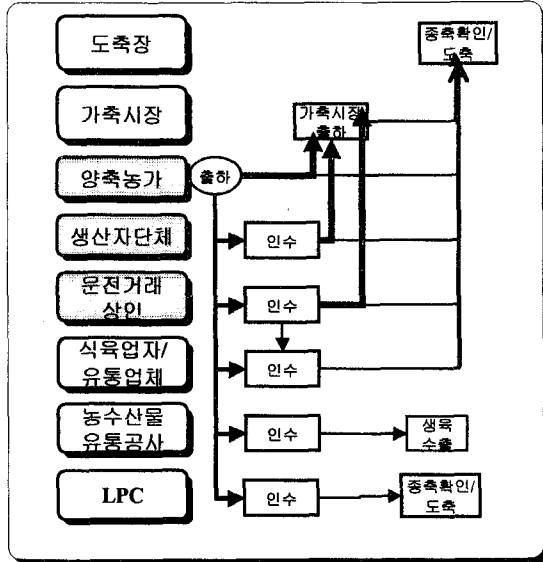 도축장
종축확인/
도축
가축시장
가축시장
출하
양축농가
출하
생산자단체
인수
운전거래
상인
인수
식육업자/
유통업체
인수
농수산물
유통공사
인수
생육
수출
LPC
인수
종축확인/
도축